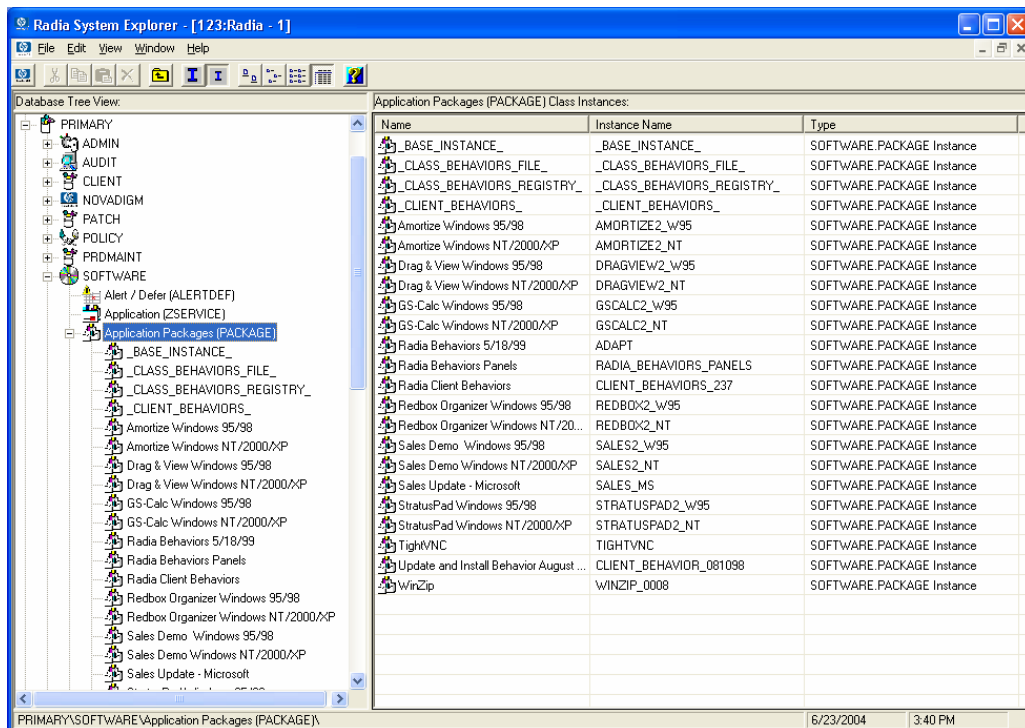 Radia System Explorer - [123:Radia - 1]
File Edit View Window Help
Database Tree View:
PRIMARY
ADMIN
AUDIT
CLIENT
NOVADIGM
PATCH
POLICY
PRDMAINT
SOFTWARE
Alert / Defer (ALERTDEF)
Application (ZSERVICE)
Application Packages (PACKAGE)
_BASE_INSTANCE_
_CLASS_BEHAVIORS_FILE_
_CLASS_BEHAVIORS_REGISTRY_
_CLIENT_BEHAVIORS_
Amortize Windows 95/98
Amortize Windows NT/2000/XP
Drag & View Windows 95/98
Drag & View Windows NT/2000/XP
GS-Calc Windows 95/98
GS-Calc Windows NT/2000/XP
Radia Behaviors 5/18/99
Radia Behaviors Panels
Radia Client Behaviors
Redbox Organizer Windows 95/98
Redbox Organizer Windows NT/2000/XP
Sales Demo  Windows 95/98
Sales Demo Windows NT/2000/XP
Sales Update - Microsoft
Application Packages (PACKAGE) Class Instances:
Name Instance Name Type
_BASE_INSTANCE_ _BASE_INSTANCE_ SOFTWARE.PACKAGE Instance
_CLASS_BEHAVIORS_FILE_ _CLASS_BEHAVIORS_FILE_ SOFTWARE.PACKAGE Instance
_CLASS_BEHAVIORS_REGISTRY_ _CLASS_BEHAVIORS_REGISTRY_ SOFTWARE.PACKAGE Instance
_CLIENT_BEHAVIORS_ _CLIENT_BEHAVIORS_ SOFTWARE.PACKAGE Instance
Amortize Windows 95/98 AMORTIZE2_W95 SOFTWARE.PACKAGE Instance
Amortize Windows NT/2000/XP AMORTIZE2_NT SOFTWARE.PACKAGE Instance
Drag & View Windows 95/98 DRAGVIEW2_W95 SOFTWARE.PACKAGE Instance
Drag & View Windows NT/2000/XP DRAGVIEW2_NT SOFTWARE.PACKAGE Instance
GS-Calc Windows 95/98 GSCALC2_W95 SOFTWARE.PACKAGE Instance
GS-Calc Windows NT/2000/XP GSCALC2_NT SOFTWARE.PACKAGE Instance
Radia Behaviors 5/18/99 ADAPT SOFTWARE.PACKAGE Instance
Radia Behaviors Panels RADIA_BEHAVIORS_PANELS SOFTWARE.PACKAGE Instance
Radia Client Behaviors CLIENT_BEHAVIORS_237 SOFTWARE.PACKAGE Instance
Redbox Organizer Windows 95/98 REDBOX2_W95 SOFTWARE.PACKAGE Instance
Redbox Organizer Windows NT/20... REDBOX2_NT SOFTWARE.PACKAGE Instance
Sales Demo  Windows 95/98 SALES2_W95 SOFTWARE.PACKAGE Instance
Sales Demo Windows NT/2000/XP SALES2_NT SOFTWARE.PACKAGE Instance
Sales Update - Microsoft SALES_MS SOFTWARE.PACKAGE Instance
StratusPad Windows 95/98 STRATUSPAD2_W95 SOFTWARE.PACKAGE Instance
StratusPad Windows NT/2000/XP STRATUSPAD2_NT SOFTWARE.PACKAGE Instance
TightVNC TIGHTVNC SOFTWARE.PACKAGE Instance
Update and Install Behavior August ... CLIENT_BEHAVIOR_081098 SOFTWARE.PACKAGE Instance
WinZip WINZIP_0008 SOFTWARE.PACKAGE Instance
PRIMARY\SOFTWARE\Application Packages (PACKAGE)\ 6/23/2004 3:40 PM